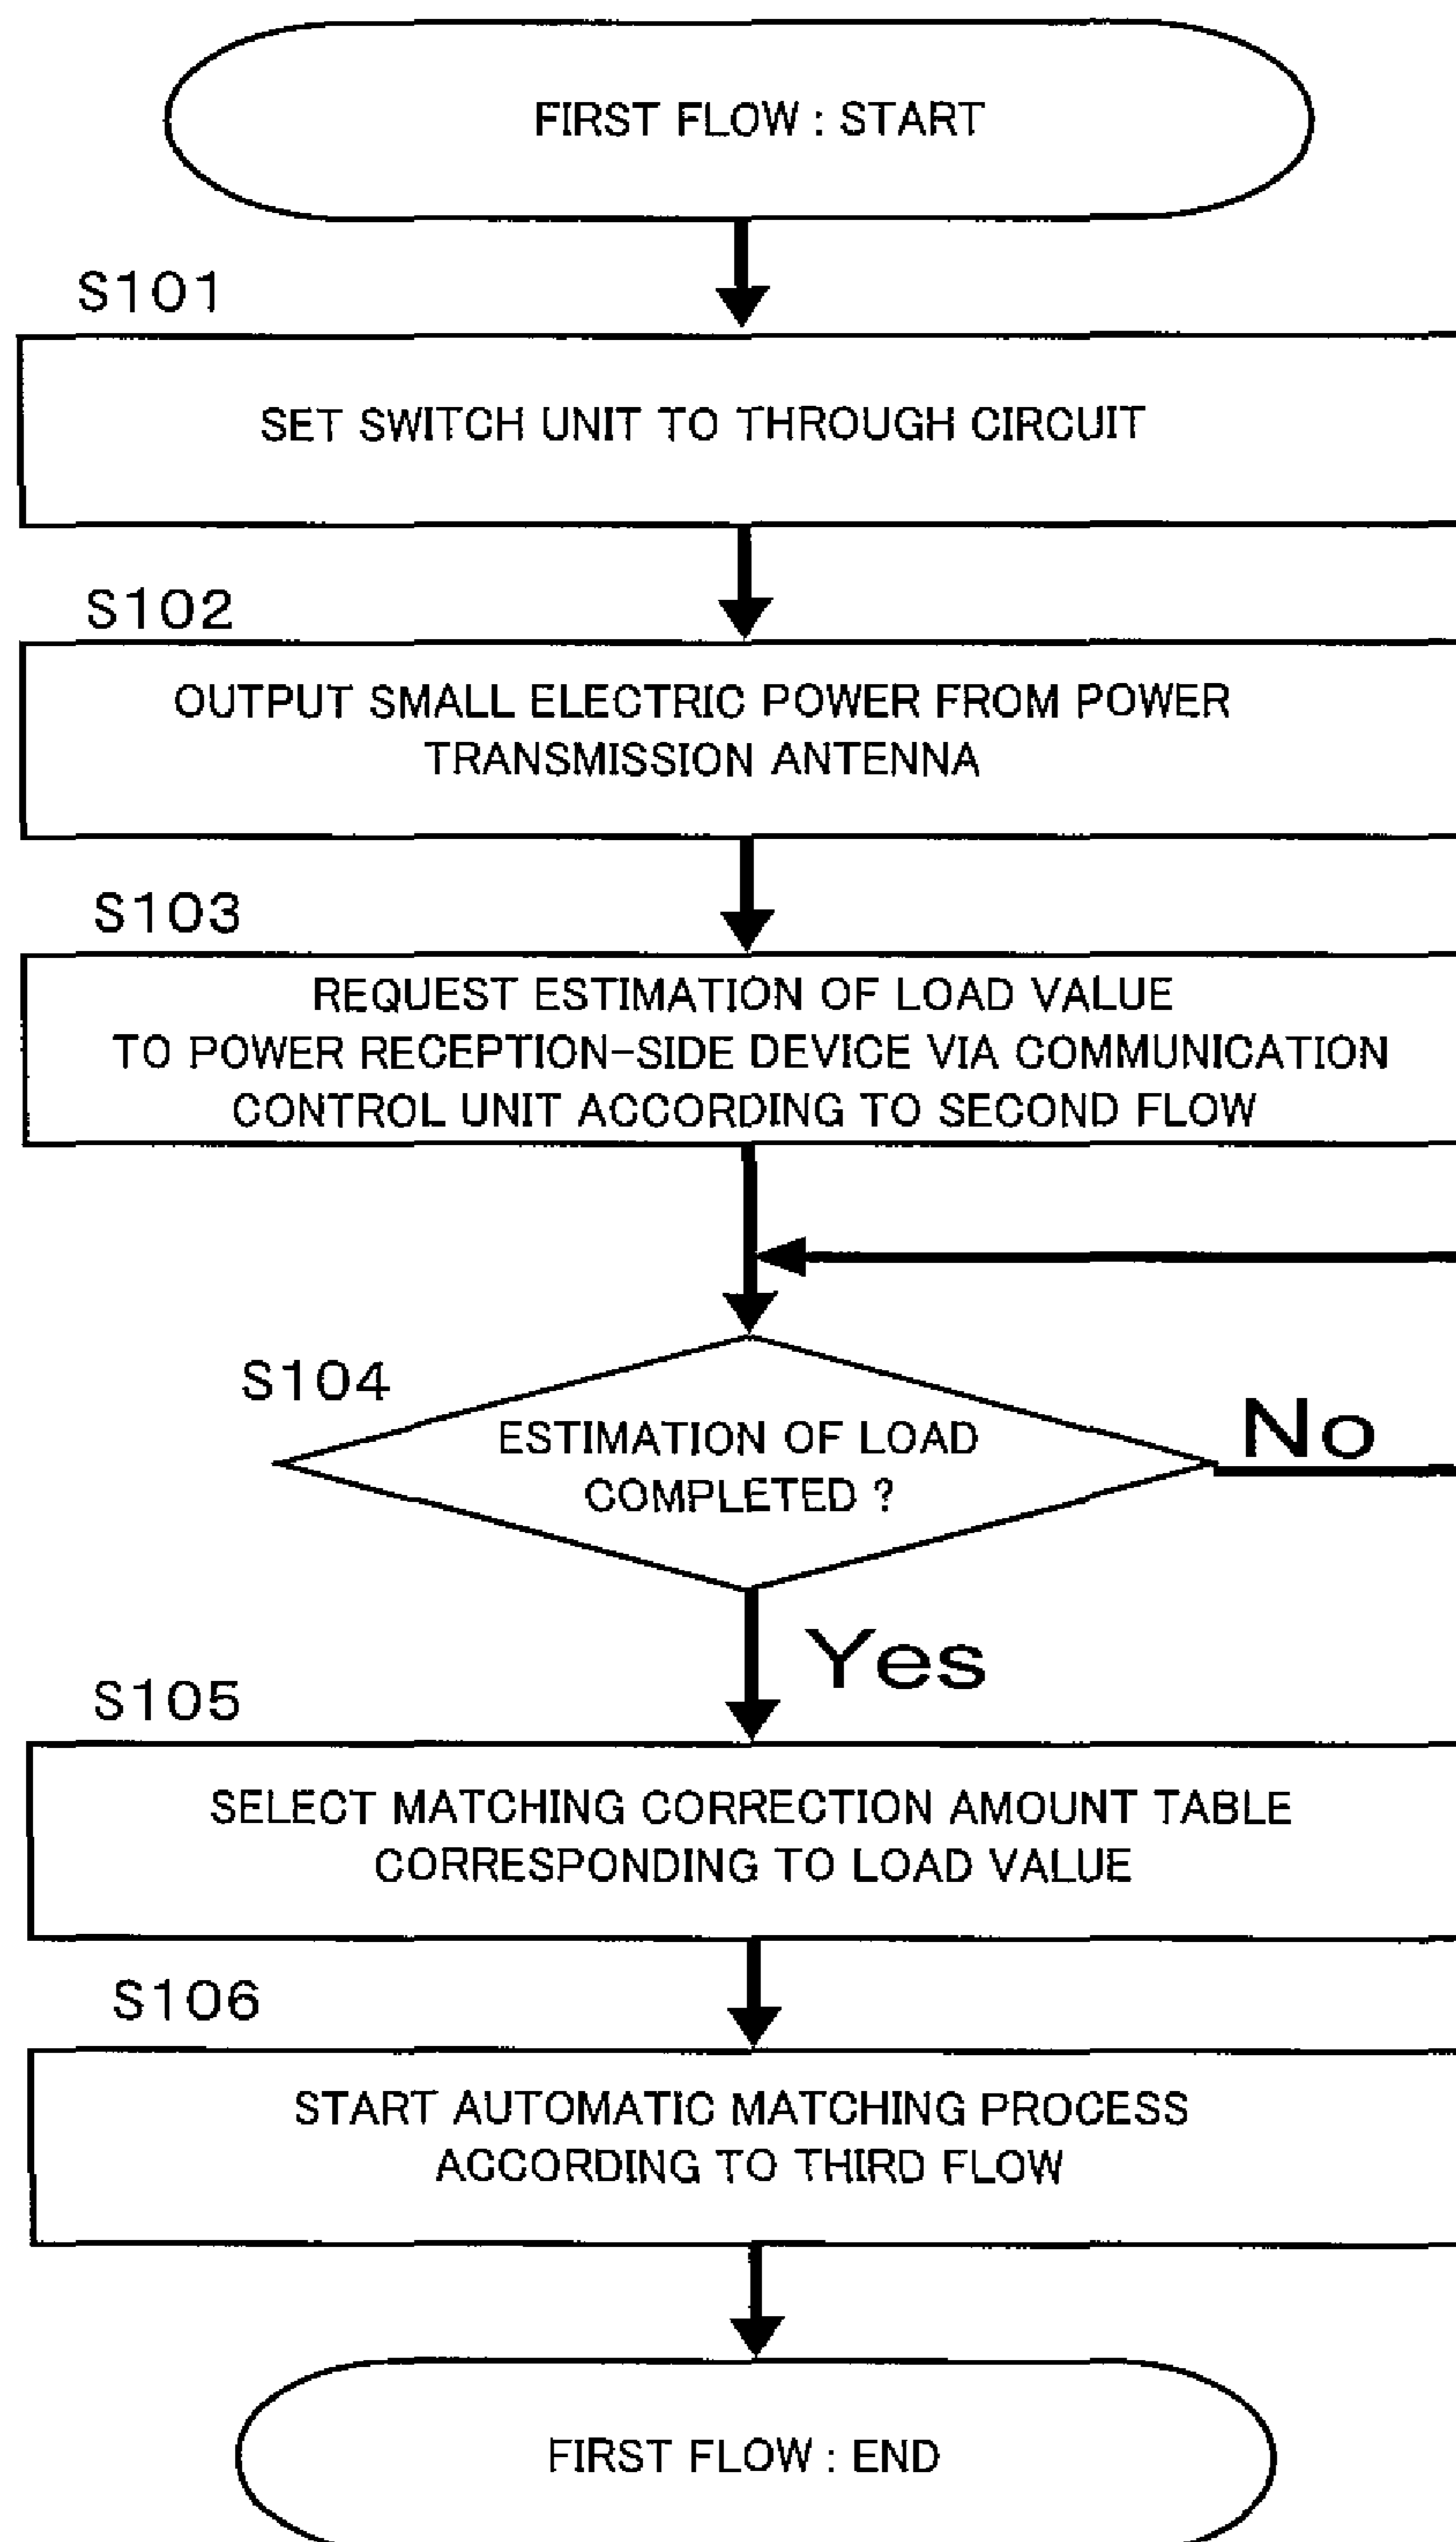 FIRST FLOW : START
S101
SET SWITCH UNIT TO THROUGH CIRCUIT
S102
OUTPUT SMALL ELECTRIC POWER FROM POWER
TRANSMISSION ANTENNA
S103
REQUEST ESTIMATION OF LOAD VALUE
TO POWER RECEPTION-SIDE DEVICE VIA COMMUNICATION
CONTROL UNIT ACCORDING TO SECOND FLOW
S104
ESTIMATION OF LOAD
COMPLETED ?
No
Yes
S105
SELECT MATCHING CORRECTION AMOUNT TABLE
CORRESPONDING TO LOAD VALUE
S106
START AUTOMATIC MATCHING PROCESS
ACCORDING TO THIRD FLOW
FIRST FLOW : END